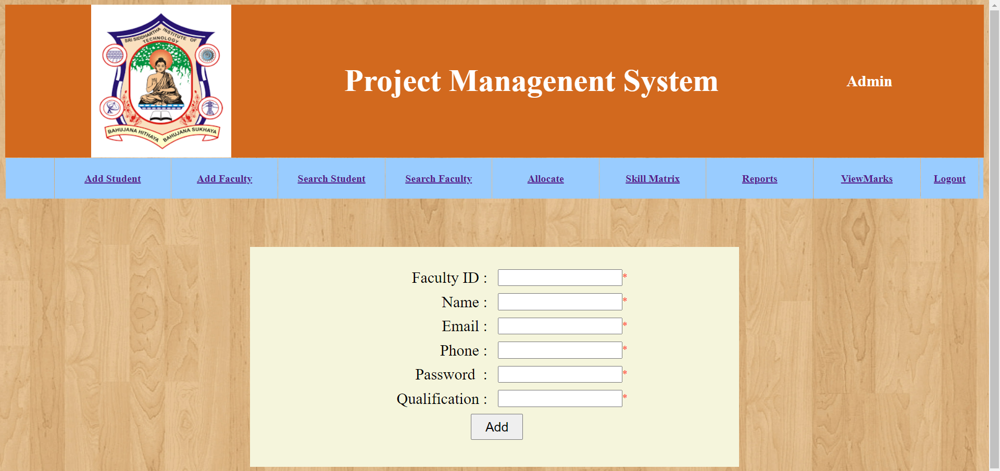 SRI SIDDHARTHA INSTITUTE OF
TECHNOLOGY
BAHUJANA HITHAYA BAHUJANA SUKHAYA
Project Managenent System
Admin
Add Student Add Faculty Search Student Search Faculty Allocate Skill Matrix Reports ViewMarks Logout
Faculty ID : *
Name : *
Email : *
Phone : *
Password : *
Qualification : *
Add